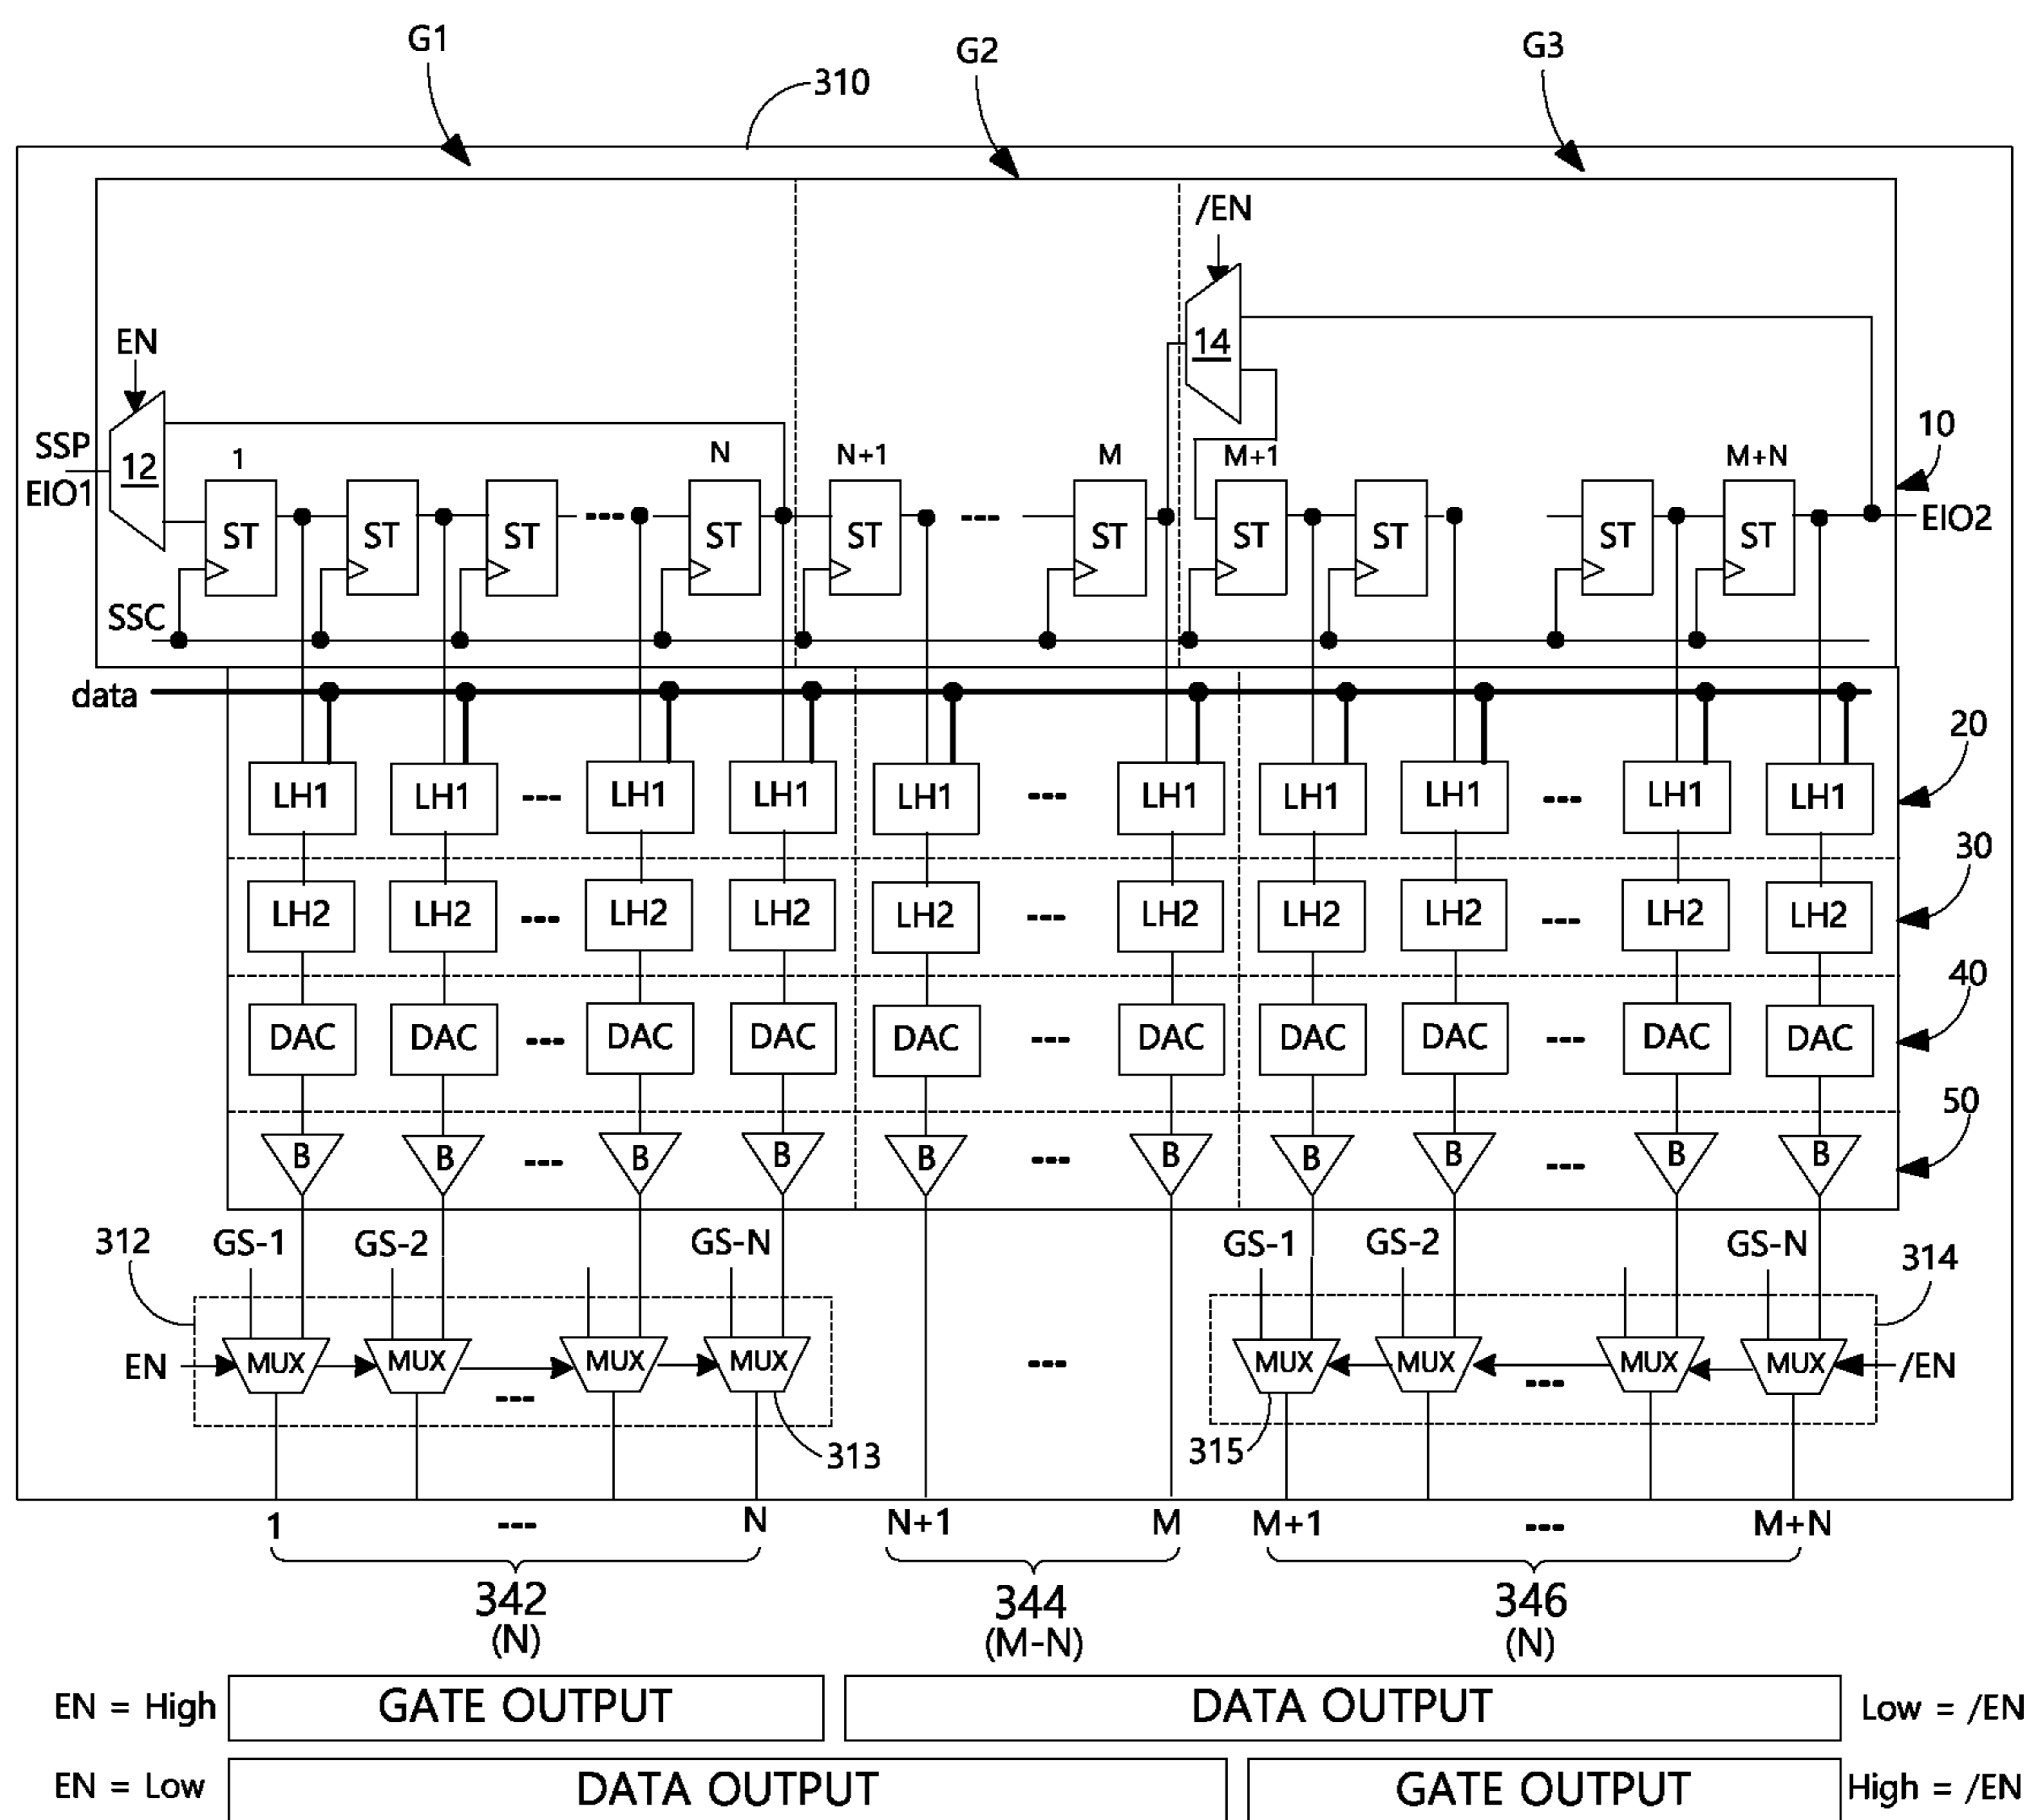 G1 310 G2 G3
/EN
14
EN
12
SSP
EIO1
1 N N+1 M M+1 M+N 10
ST ST ST --- ST ST --- ST ST ST ST ST EIO2
SSC
data
20
LH1 LH1 --- LH1 LH1 LH1 --- LH1 LH1 LH1 --- LH1 LH1
30
LH2 LH2 --- LH2 LH2 LH2 --- LH2 LH2 LH2 --- LH2 LH2
40
DAC DAC --- DAC DAC DAC --- DAC DAC DAC --- DAC DAC
50
B B --- B B B --- B B B --- B B
312 GS-1 GS-2 GS-N GS-1 GS-2 GS-N 314
EN MUX MUX --- MUX MUX --- MUX MUX --- MUX MUX /EN
313 315
1 --- N N+1 M M+1 --- M+N
342 344 346
(N) (M-N) (N)
EN = High GATE OUTPUT DATA OUTPUT Low = /EN
EN = Low DATA OUTPUT GATE OUTPUT High = /EN